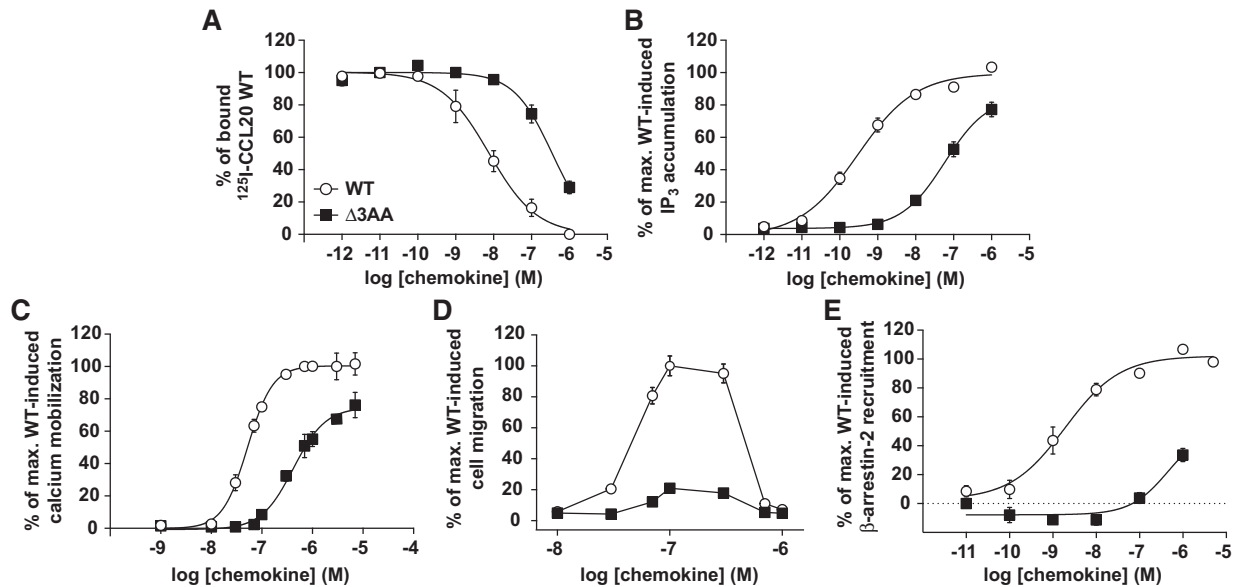 A
% of bound
¹²⁵I-CCL20 WT
120
100
80
60
40
20
0
WT
Δ3AA
-12 -11 -10 -9 -8 -7 -6 -5
log [chemokine] (M)
B
% of max. WT-induced
IP₃ accumulation
120
100
80
60
40
20
0
-12 -11 -10 -9 -8 -7 -6 -5
log [chemokine] (M)
C
% of max. WT-induced
calcium mobilization
120
100
80
60
40
20
0
-9 -8 -7 -6 -5
log [chemokine] (M)
D
% of max. WT-induced
cell migration
120
100
80
60
40
20
0
-8 -7 -6
log [chemokine] (M)
E
% of max. WT-induced
β-arrestin-2 recruitment
120
100
80
60
40
20
0
-11 -10 -9 -8 -7 -6 -5
log [chemokine] (M)